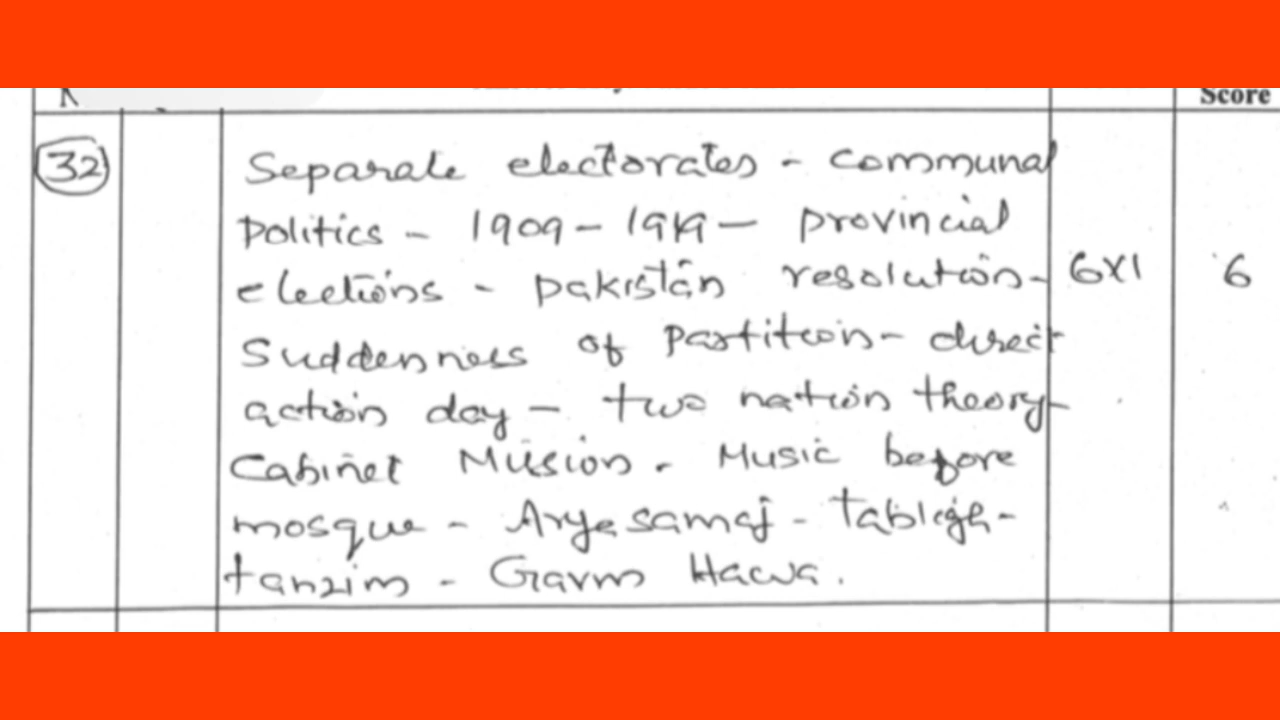 Score
32
Separate electorates - communal
politics - 1909 - 1919 - provincial
elections - pakistan resolution -
6x1
6
Suddenness of partition - direct
action day - two nation theory -
Cabinet Mission - Music before
mosque - Arya samaj - Tabligh -
tanzim - Garm Hawa.